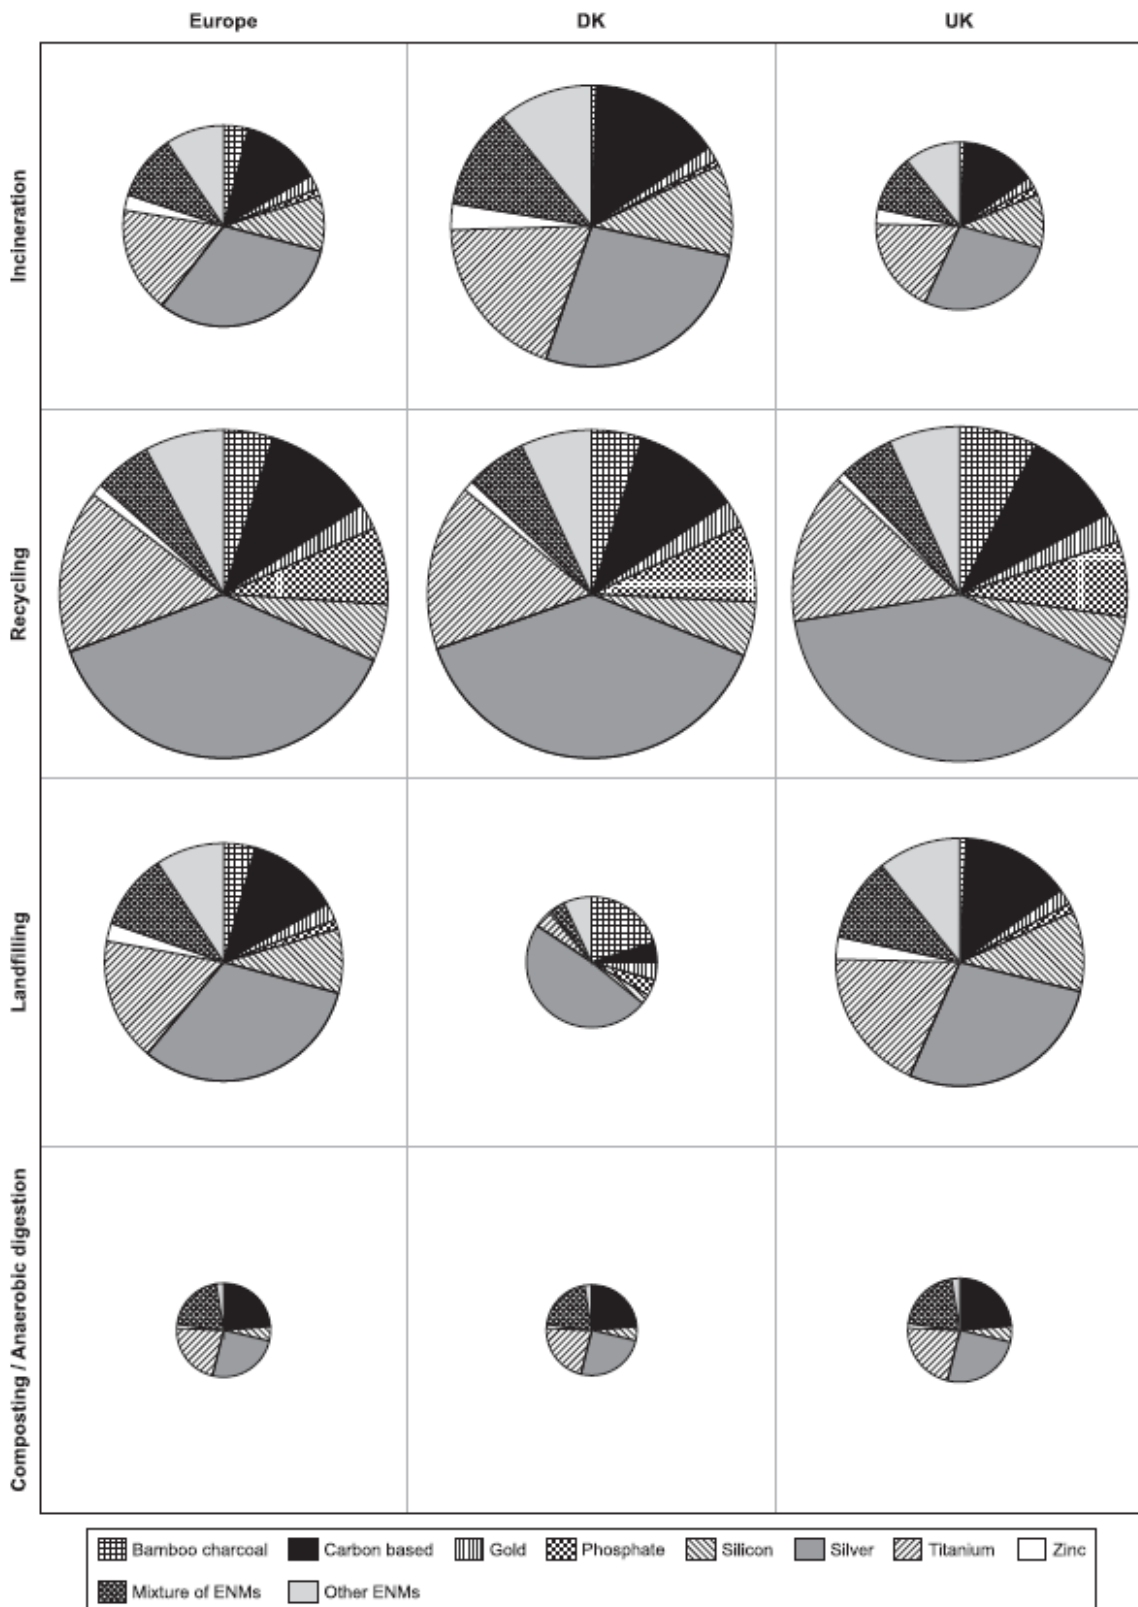 Europe DK UK
Incineration
Recycling
Landfilling
Composting / Anaerobic digestion
Bamboo charcoal Carbon based Gold Phosphate Silicon Silver Titanium Zinc
Mixture of ENMs Other ENMs